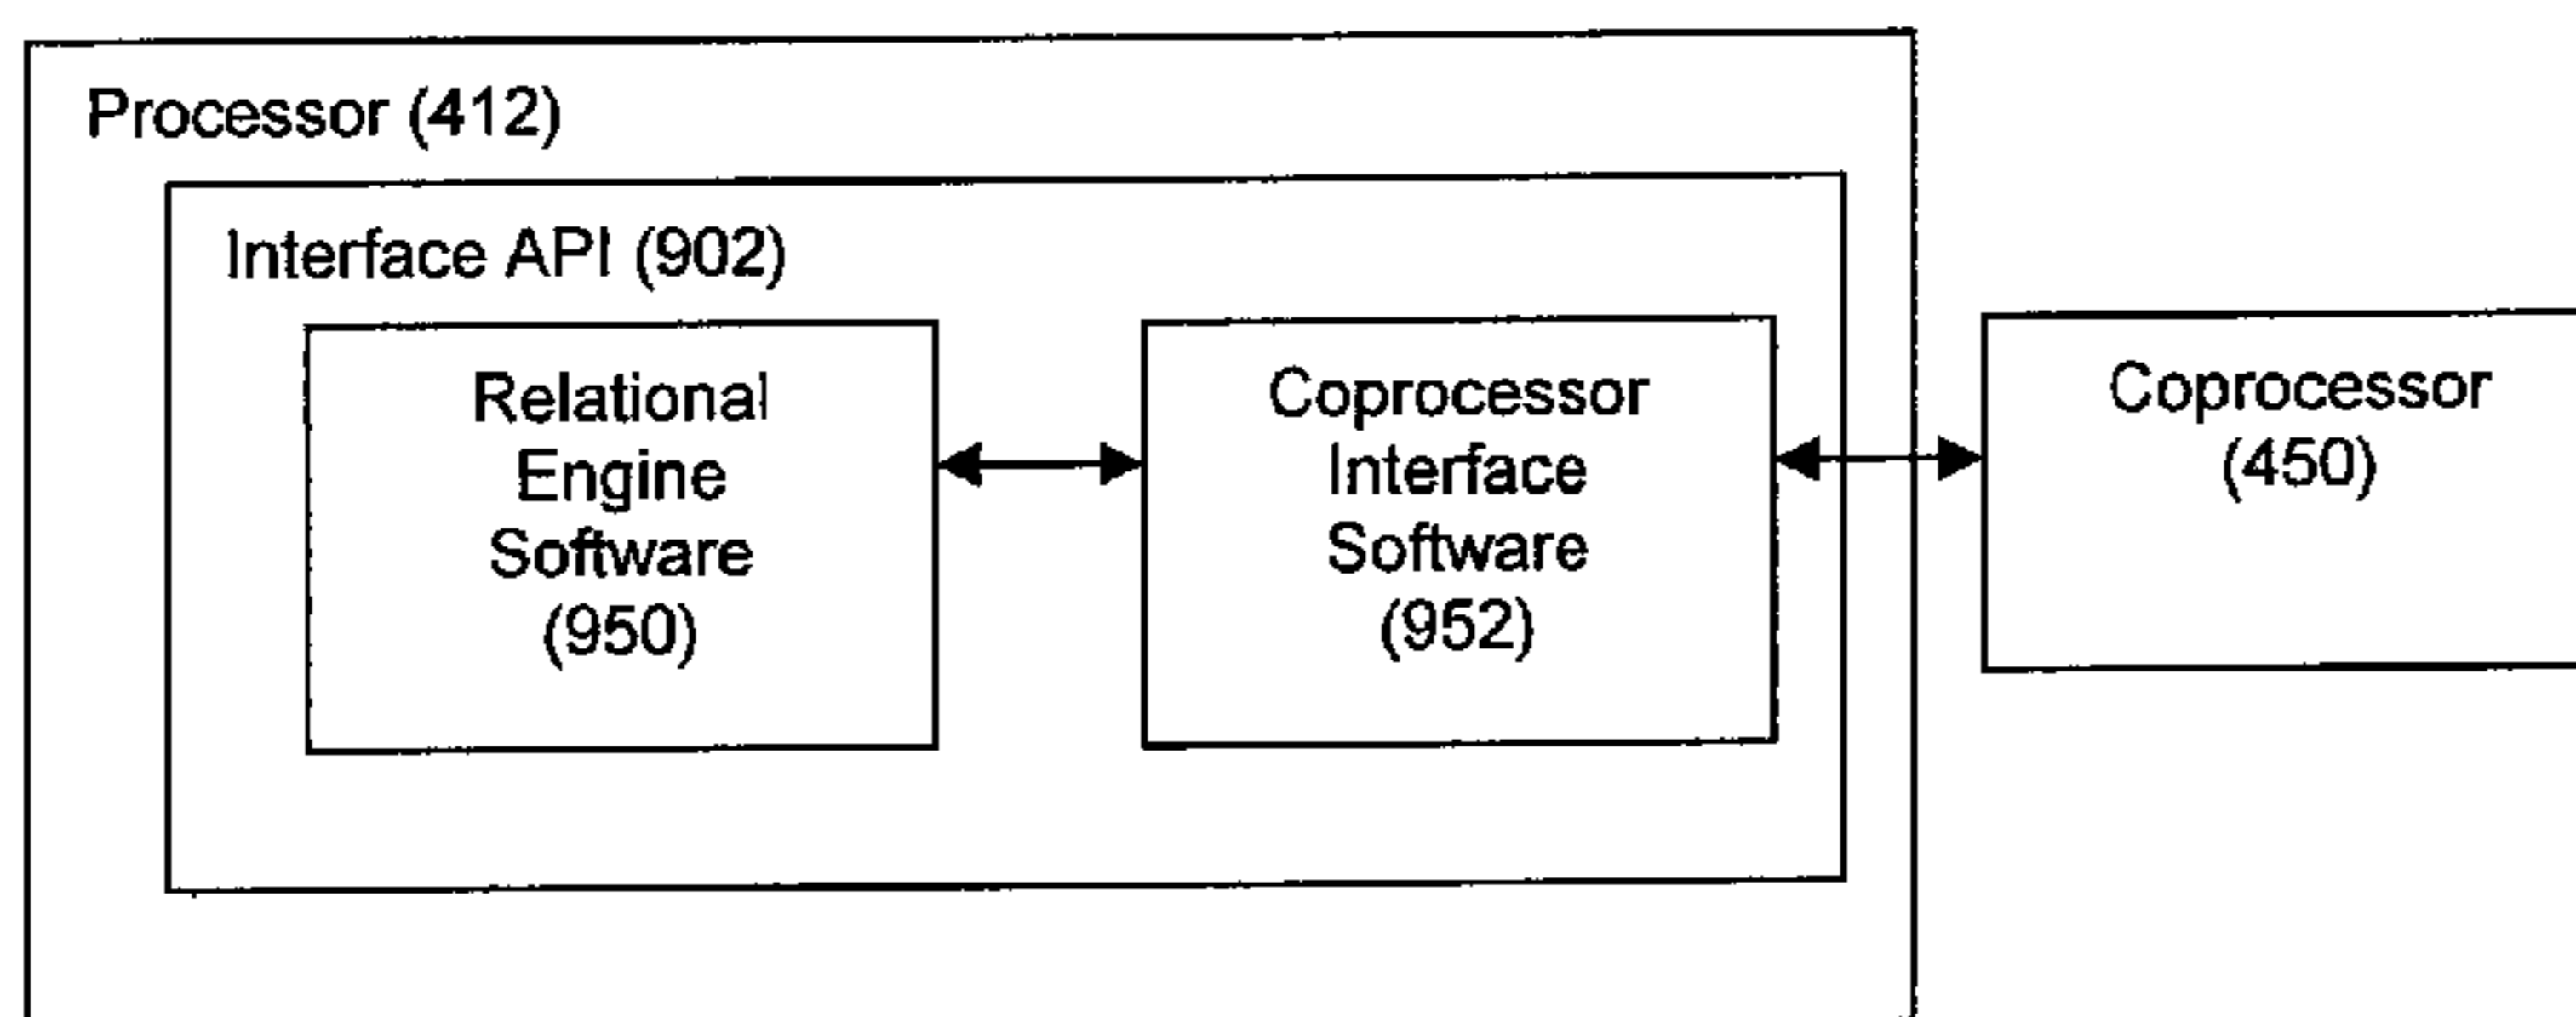 Processor (412)
Interface API (902)
Relational
Engine
Software
(950)
Coprocessor
Interface
Software
(952)
Coprocessor
(450)